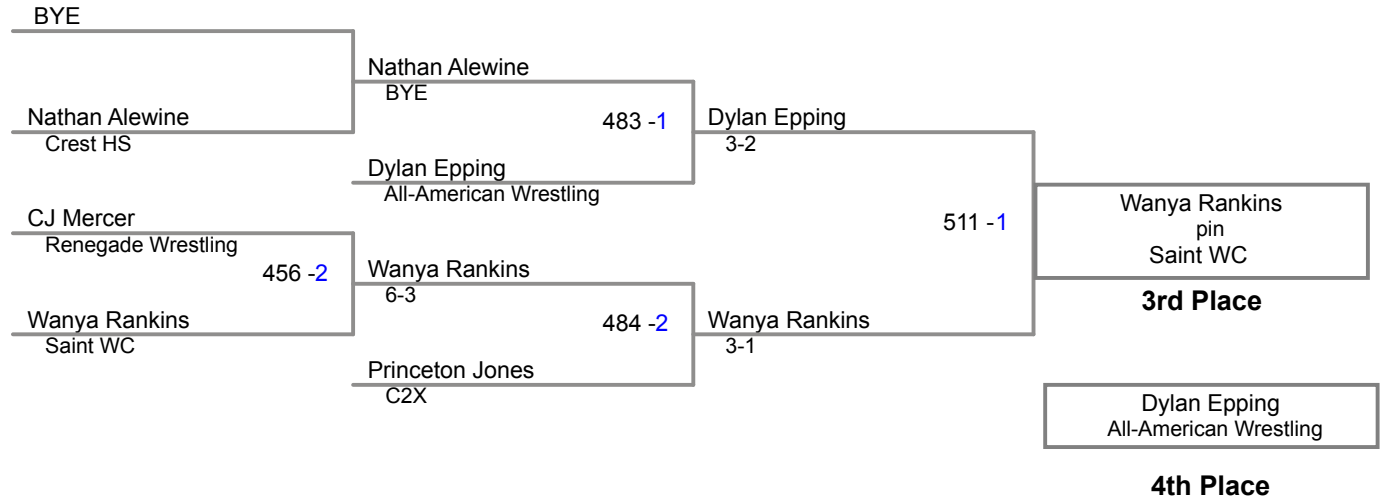 BYE
Nathan Alewine
BYE
Nathan Alewine
Crest HS
483 -1
Dylan Epping
3-2
Dylan Epping
All-American Wrestling
CJ Mercer
Renegade Wrestling
456 -2
Wanya Rankins
6-3
Wanya Rankins
Saint WC
484 -2
Wanya Rankins
3-1
Princeton Jones
C2X
511 -1
Wanya Rankins
pin
Saint WC
3rd Place
Dylan Epping
All-American Wrestling
4th Place